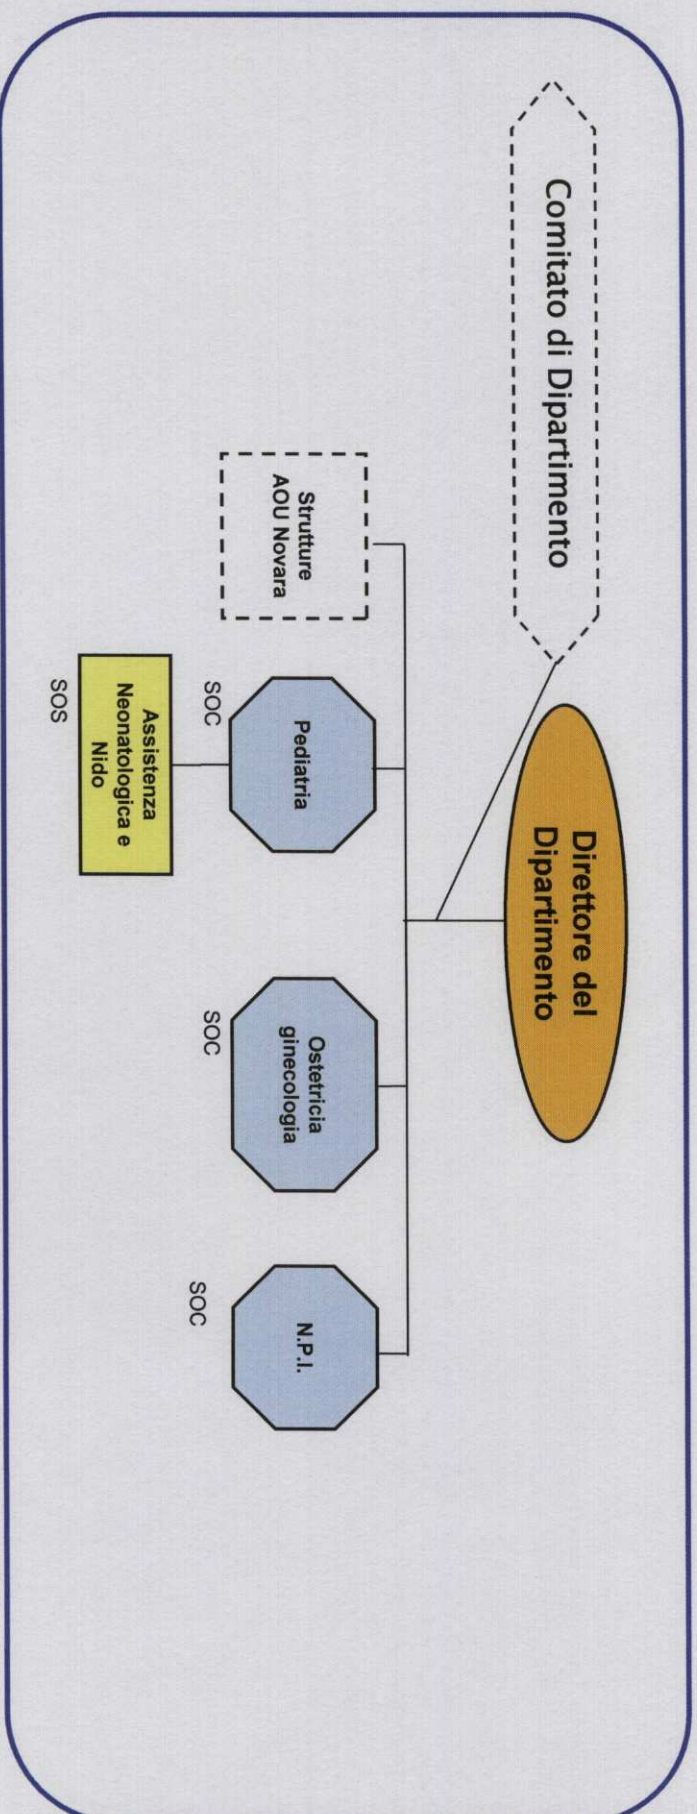 Comitato di Dipartimento
Direttore del
Dipartimento
Strutture
AOU Novara
Pediatria
SOC
Ostetricia
ginecologia
SOC
N.P.I.
SOC
Assistenza
Neonatologica e
Nido
SOS